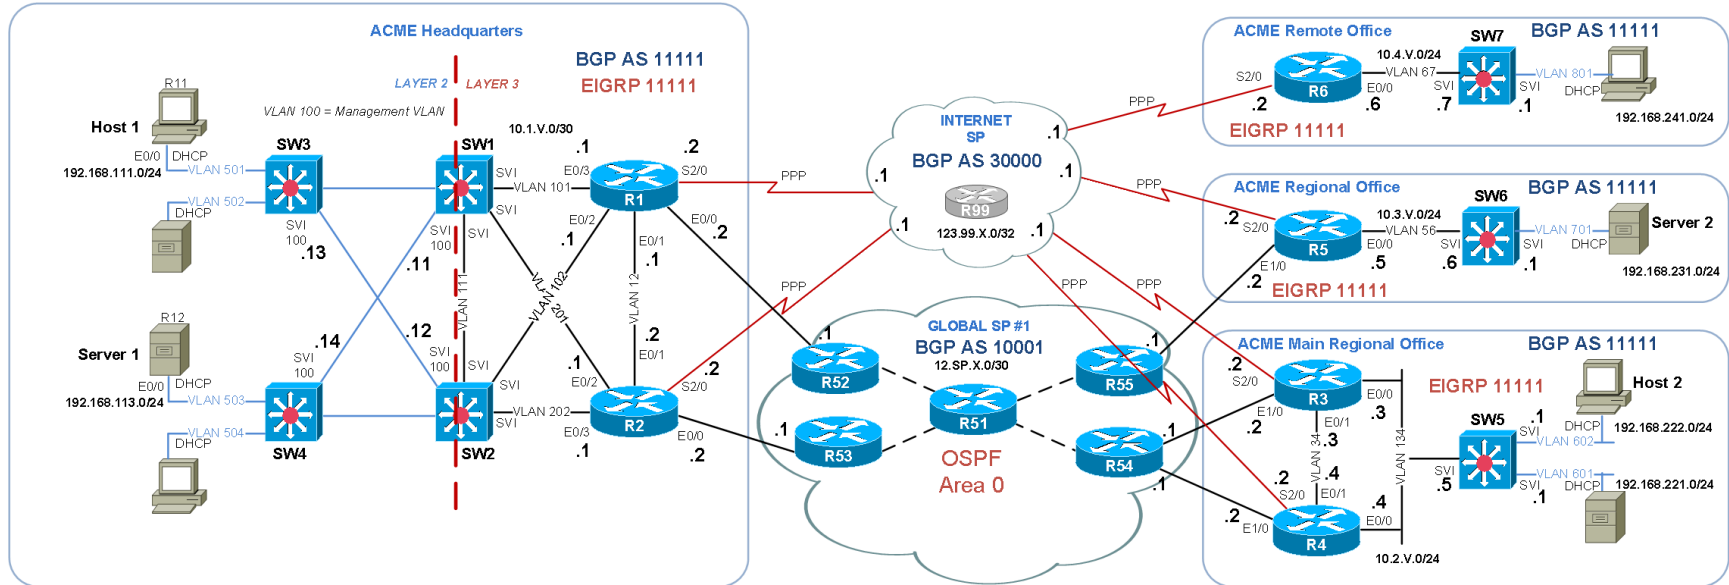 ACME Headquarters
BGP AS 11111
EIGRP 11111
LAYER 2
LAYER 3
VLAN 100 = Management VLAN
R11
Host 1
E0/0
DHCP
192.168.111.0/24
VLAN 501
VLAN 502
DHCP
SW3
SVI
100
.13
SW1
SVI
SVI
SVI
SVI
100
.11
10.1.V.0/30
VLAN 101
.1
E0/3
E0/2
.1
R1
.2
S2/0
E0/0
.2
E0/1
.1
VLAN 111
VLAN 102
VLAN 201
VLAN 12
R12
Server 1
E0/0
DHCP
192.168.113.0/24
VLAN 503
VLAN 504
DHCP
SW4
SVI
100
.14
.12
SVI
100
SVI
SVI
SVI
SW2
VLAN 202
.1
E0/2
E0/3
.1
.2
E0/1
R2
.2
S2/0
E0/0
.2
PPP
PPP
INTERNET
SP
BGP AS 30000
R99
123.99.X.0/32
.1
.1
.1
.1
.1
PPP
PPP
PPP
PPP
GLOBAL SP #1
BGP AS 10001
12.SP.X.0/30
.1
R52
.1
R53
R51
.1
R55
.1
R54
.1
OSPF
Area 0
ACME Remote Office
BGP AS 11111
10.4.V.0/24
SW7
S2/0
.2
R6
E0/0
.6
VLAN 67
SVI
.7
SVI
.1
VLAN 801
DHCP
192.168.241.0/24
EIGRP 11111
ACME Regional Office
BGP AS 11111
10.3.V.0/24
SW6
.2
S2/0
R5
E0/0
.5
VLAN 56
SVI
.6
SVI
.1
VLAN 701
DHCP
Server 2
192.168.231.0/24
E1/0
.2
EIGRP 11111
ACME Main Regional Office
BGP AS 11111
EIGRP 11111
.2
S2/0
R3
E0/0
.3
E1/0
.2
E0/1
.3
VLAN 34
VLAN 134
.4
E0/1
.2
S2/0
R4
E0/0
.4
.2
E1/0
10.2.V.0/24
SW5
SVI
.5
.1
SVI
DHCP
VLAN 602
Host 2
192.168.222.0/24
VLAN 601
DHCP
SVI
.1
192.168.221.0/24